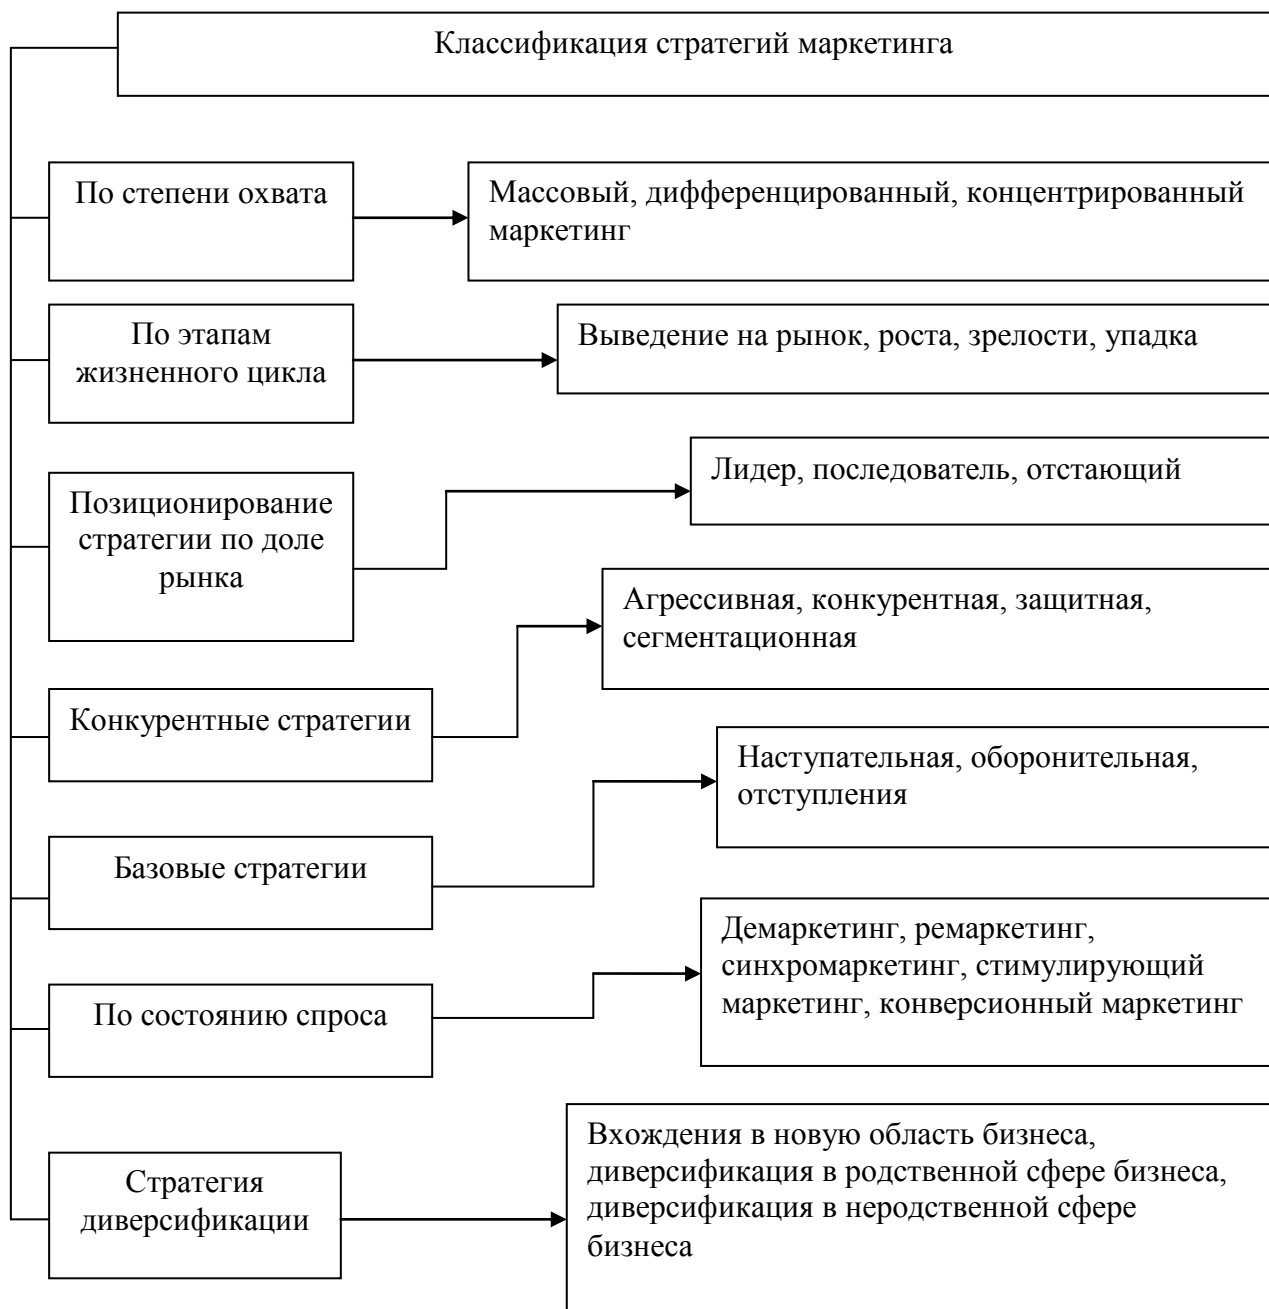 Классификация стратегий маркетинга
По степени охвата
Массовый, дифференцированный, концентрированный
маркетинг
По этапам
жизненного цикла
Выведение на рынок, роста, зрелости, упадка
Позиционирование
стратегии по доле
рынка
Лидер, последователь, отстающий
Конкурентные стратегии
Агрессивная, конкурентная, защитная,
сегментационная
Базовые стратегии
Наступательная, оборонительная,
отступления
По состоянию спроса
Демаркетинг, ремаркетинг,
синхромаркетинг, стимулирующий
маркетинг, конверсионный маркетинг
Стратегия
диверсификации
Вхождения в новую область бизнеса,
диверсификация в родственной сфере бизнеса,
диверсификация в неродственной сфере
бизнеса